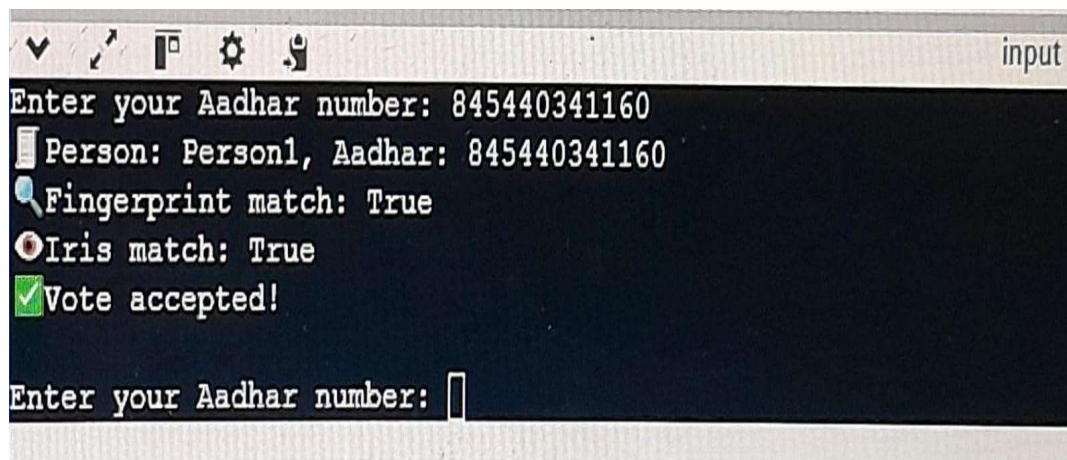 input
Enter your Aadhar number: 845440341160
Person: Person1, Aadhar: 845440341160
Fingerprint match: True
Iris match: True
Vote accepted!
Enter your Aadhar number: